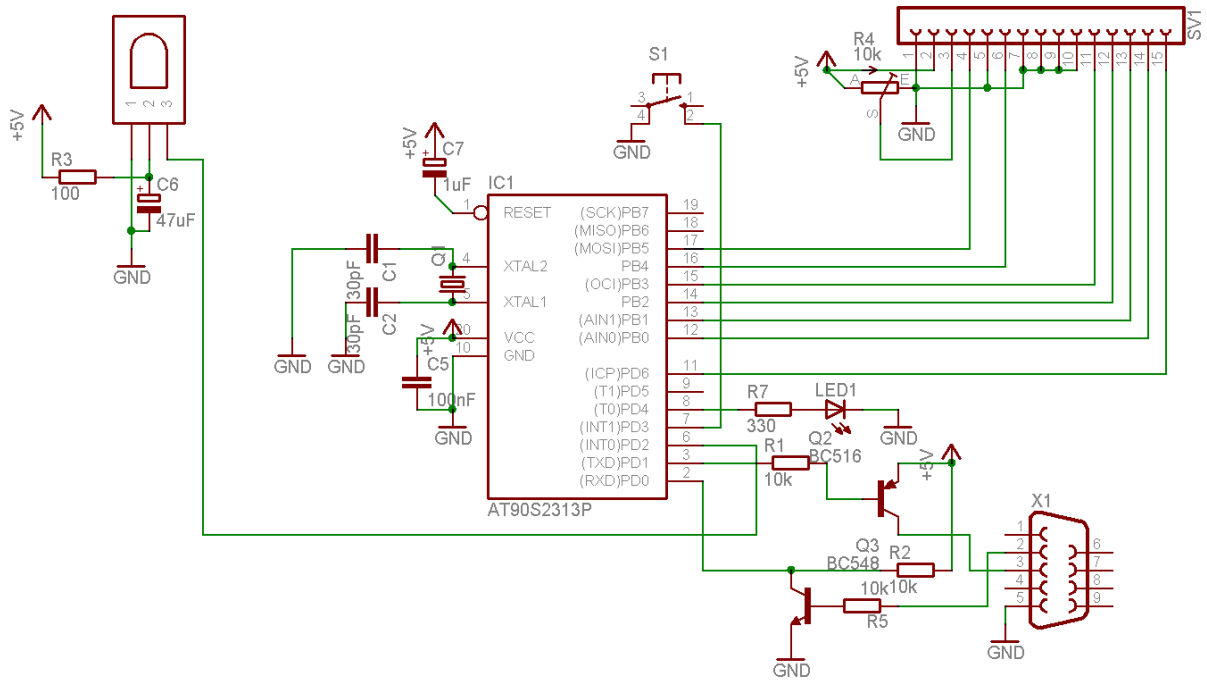 SV1
R4
10k
+5V
A
E
S
GND
1
2
3
4
5
6
7
8
9
10
11
12
13
14
15
S1
3
4
1
2
GND
1
2
3
+5V
R3
100
C6
+
47uF
GND
+5V
C7
+
1uF
IC1
1
RESET
4
XTAL2
5
XTAL1
20
VCC
10
GND
(SCK)PB7
19
(MISO)PB6
18
(MOSI)PB5
17
PB4
16
(OCI)PB3
15
PB2
14
(AIN1)PB1
13
(AIN0)PB0
12
(ICP)PD6
11
(T1)PD5
9
(T0)PD4
8
(INT1)PD3
7
(INT0)PD2
6
(TXD)PD1
3
(RXD)PD0
2
AT90S2313P
Q1
30pF
C1
30pF
C2
GND
GND
+5V
C5
100nF
GND
R7
330
LED1
GND
R1
10k
Q2
BC516
+5V
Q3
BC548
R2
10k
10k
R5
GND
X1
1
2
3
4
5
6
7
8
9
GND